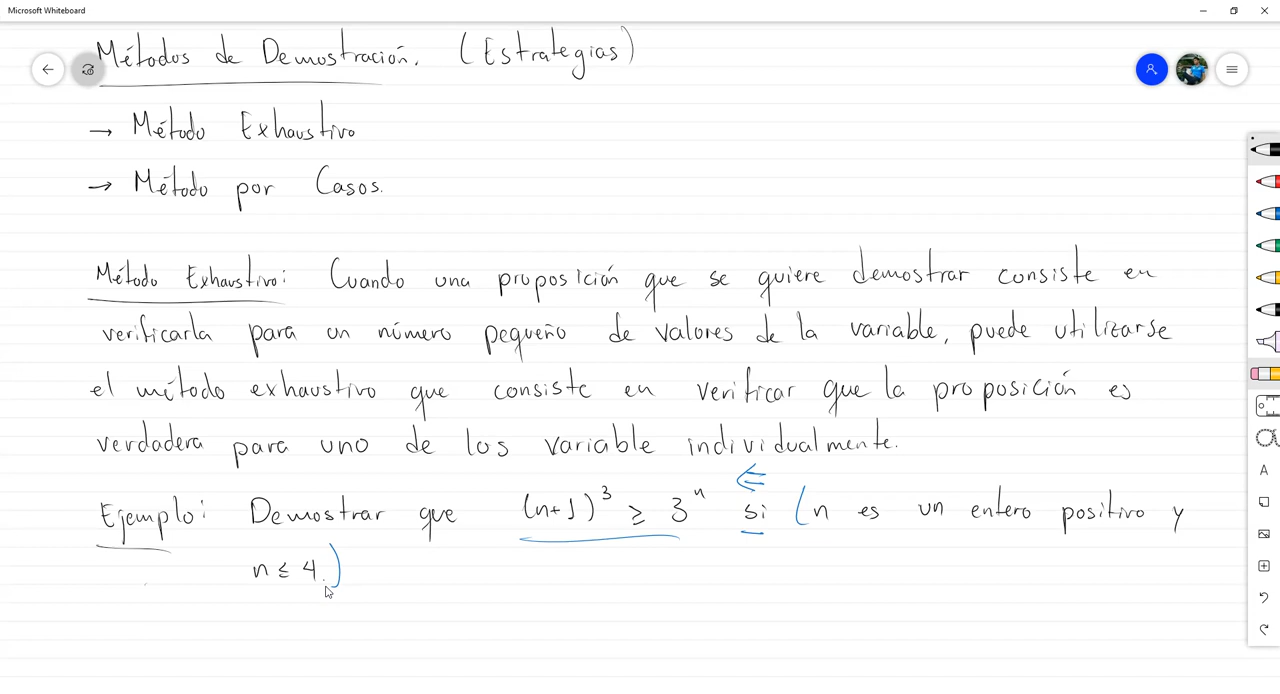 Microsoft Whiteboard
Métodos de Demostración. (Estrategias)
→ Método Exhaustivo
→ Método por Casos.
Método Exhaustivo: Cuando una proposición que se quiere demostrar consiste en
verificarla para un número pequeño de valores de la variable, puede utilizarse
el método exhaustivo que consiste en verificar que la proposición es
verdadera para uno de los variable individualmente.
⇐
Ejemplo: Demostrar que (n+1)³ ≥ 3ⁿ si (n es un entero positivo y
n ≤ 4.)
A